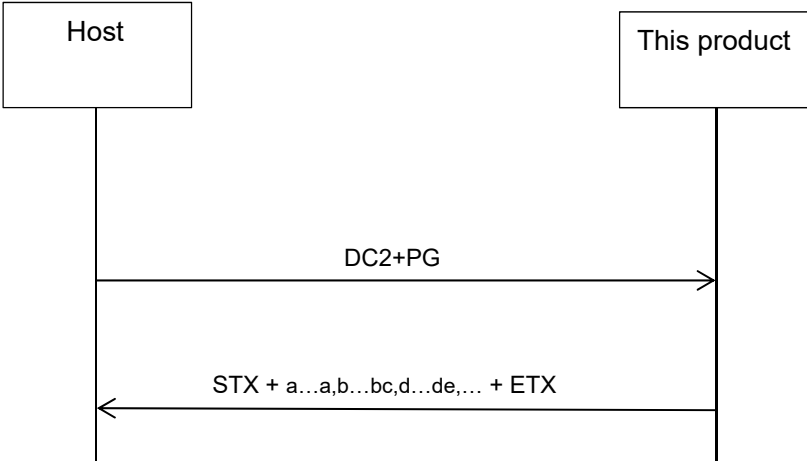 Host
This product
DC2+PG
STX + a…a,b…bc,d…de,… + ETX